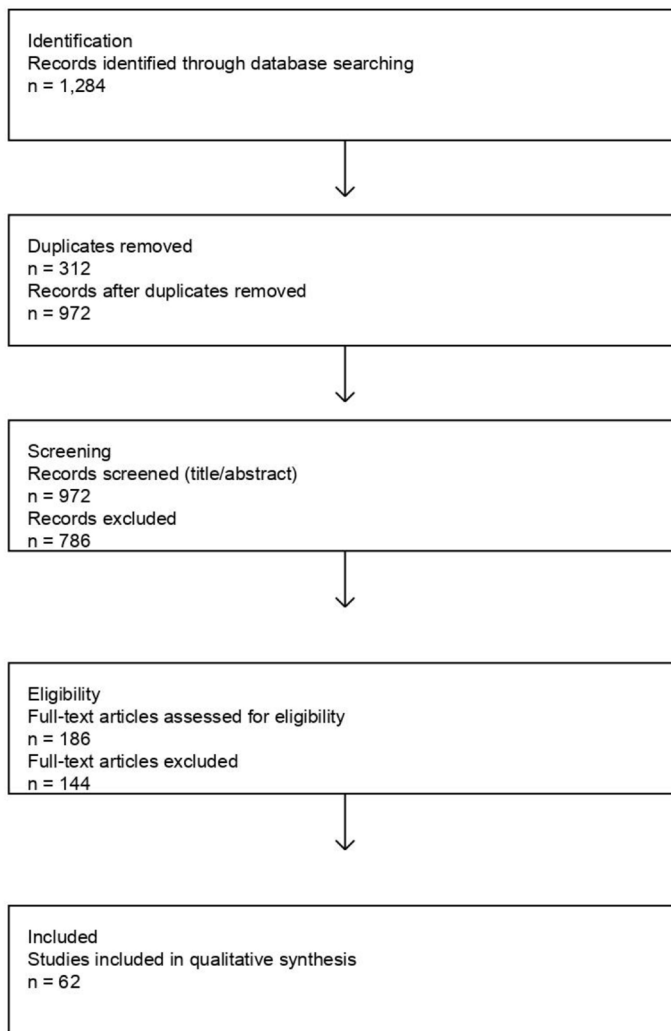 Identification
Records identified through database searching
n = 1,284
Duplicates removed
n = 312
Records after duplicates removed
n = 972
Screening
Records screened (title/abstract)
n = 972
Records excluded
n = 786
Eligibility
Full-text articles assessed for eligibility
n = 186
Full-text articles excluded
n = 144
Included
Studies included in qualitative synthesis
n = 62